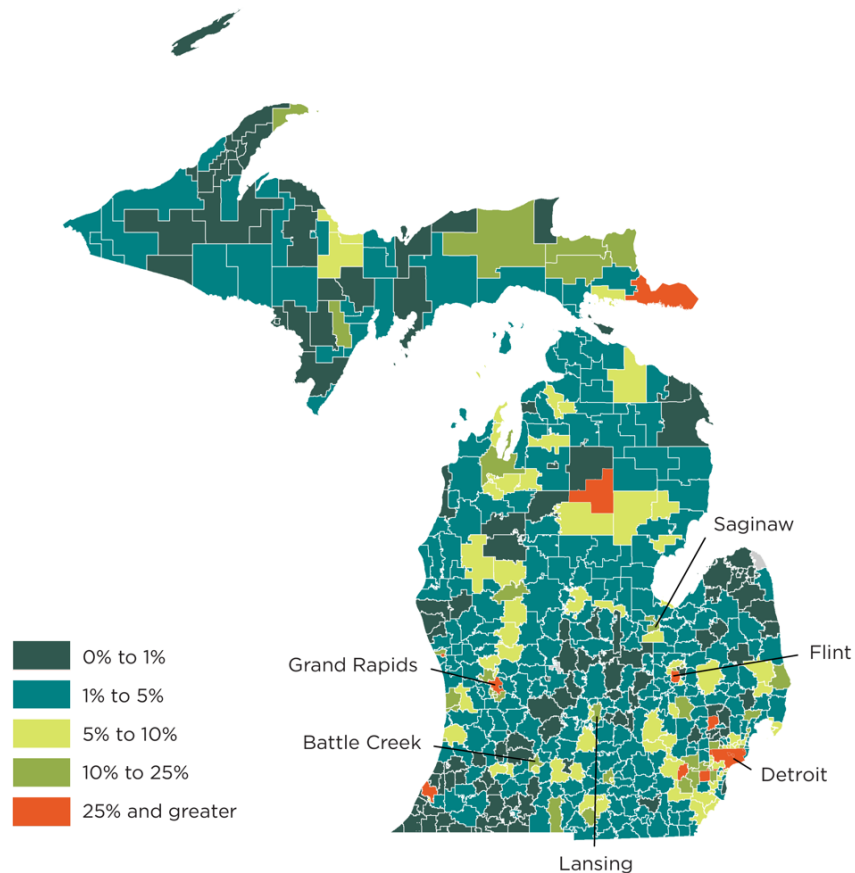 Saginaw
Flint
Grand Rapids
Battle Creek
Detroit
Lansing
0% to 1%
1% to 5%
5% to 10%
10% to 25%
25% and greater